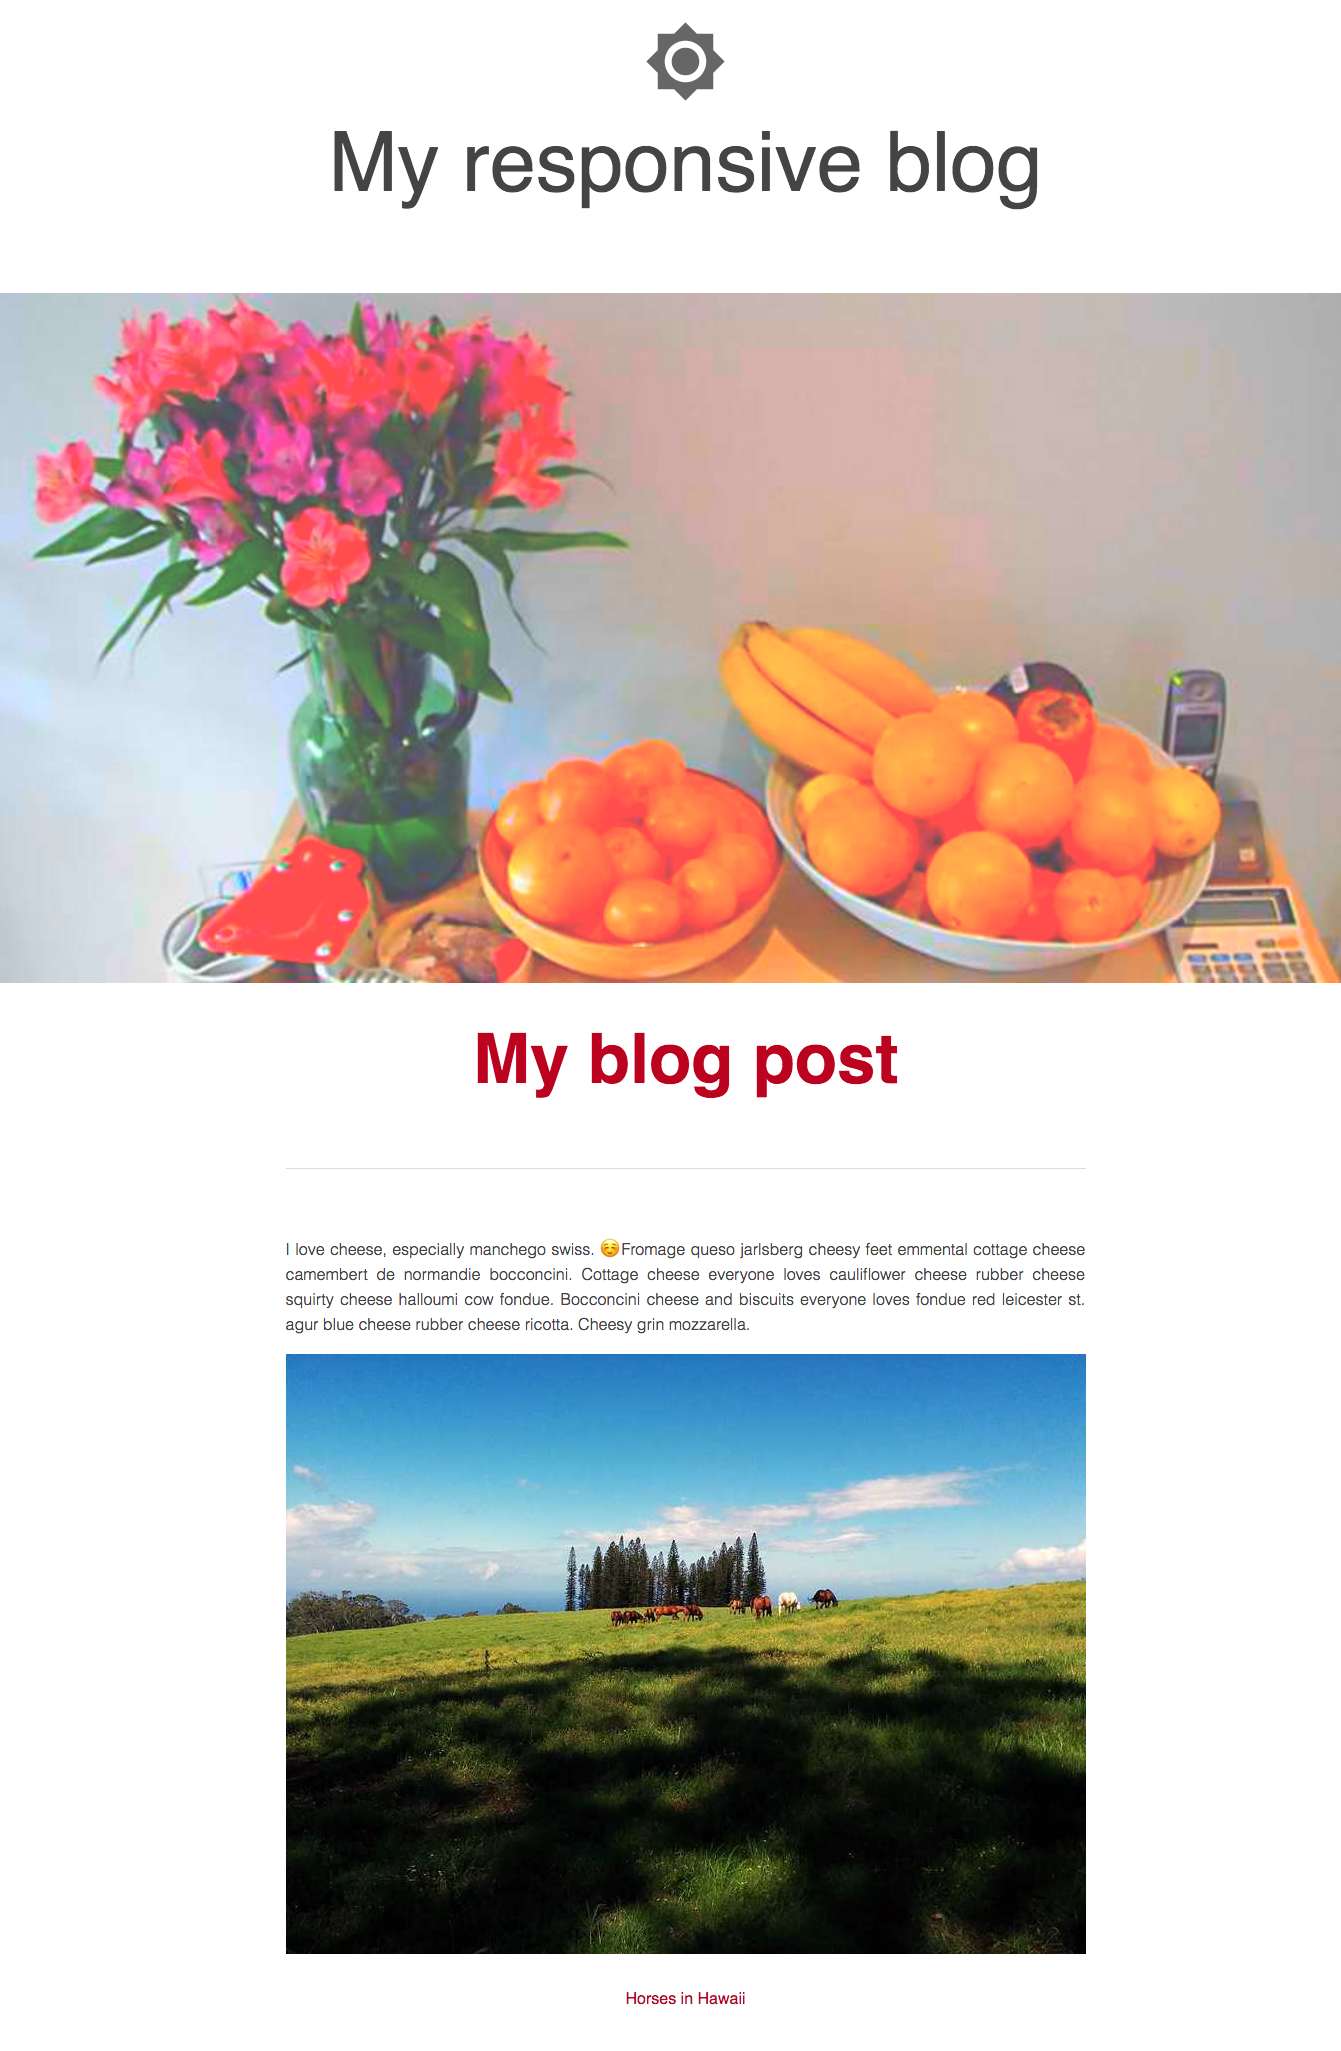 My responsive blog
My blog post
I love cheese, especially manchego swiss. ☺️Fromage queso jarlsberg cheesy feet emmental cottage cheese
camembert de normandie bocconcini. Cottage cheese everyone loves cauliflower cheese rubber cheese
squirty cheese halloumi cow fondue. Bocconcini cheese and biscuits everyone loves fondue red leicester st.
agur blue cheese rubber cheese ricotta. Cheesy grin mozzarella.
Horses in Hawaii